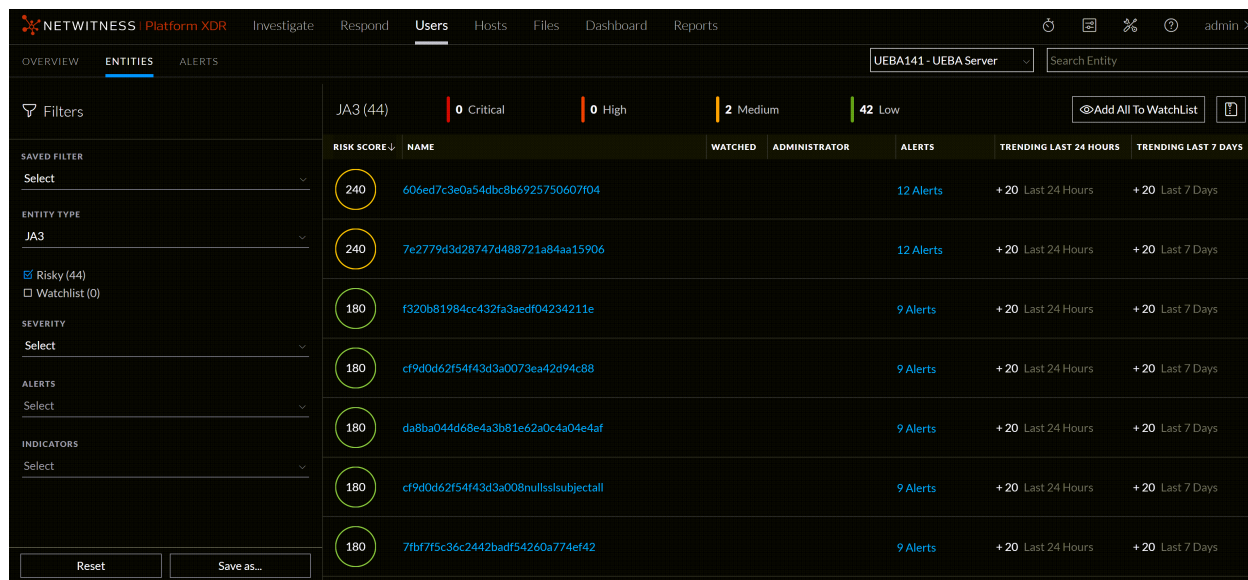 NETWITNESS | Platform XDR Investigate Respond Users Hosts Files Dashboard Reports admin
OVERVIEW ENTITIES ALERTS UEBA141 - UEBA Server Search Entity
Filters
SAVED FILTER
Select
ENTITY TYPE
JA3
Risky (44)
Watchlist (0)
SEVERITY
Select
ALERTS
Select
INDICATORS
Select
Reset Save as...
JA3 (44) 0 Critical 0 High 2 Medium 42 Low Add All To WatchList
RISK SCORE NAME WATCHED ADMINISTRATOR ALERTS TRENDING LAST 24 HOURS TRENDING LAST 7 DAYS
240 606ed7c3e0a54dbc8b6925750607f04 12 Alerts + 20 Last 24 Hours + 20 Last 7 Days
240 7e2779d3d28747d488721a84aa15906 12 Alerts + 20 Last 24 Hours + 20 Last 7 Days
180 f320b81984cc432fa3aedf04234211e 9 Alerts + 20 Last 24 Hours + 20 Last 7 Days
180 cf9d0d62f54f43d3a0073ea42d94c88 9 Alerts + 20 Last 24 Hours + 20 Last 7 Days
180 da8ba044d68e4a3b81e62a0c4a04e4af 9 Alerts + 20 Last 24 Hours + 20 Last 7 Days
180 cf9d0d62f54f43d3a008nullsslsubjectall 9 Alerts + 20 Last 24 Hours + 20 Last 7 Days
180 7fbf7f5c36c2442badf54260a774ef42 9 Alerts + 20 Last 24 Hours + 20 Last 7 Days